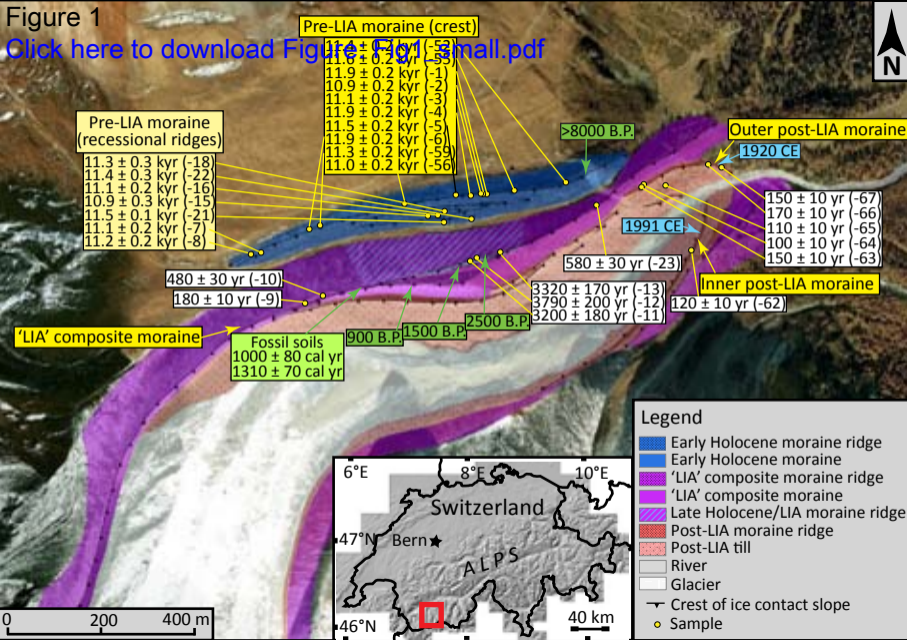 Figure 1
Click here to download Figure: Fig1_small.pdf
N
Pre-LIA moraine (crest)
11.6 ± 0.2 kyr (-55)
11.9 ± 0.2 kyr (-1)
10.9 ± 0.2 kyr (-2)
11.1 ± 0.2 kyr (-3)
11.9 ± 0.2 kyr (-4)
11.5 ± 0.2 kyr (-5)
11.9 ± 0.2 kyr (-6)
11.3 ± 0.2 kyr (-59)
11.0 ± 0.2 kyr (-56)
Pre-LIA moraine
(recessional ridges)
11.3 ± 0.3 kyr (-18)
11.4 ± 0.3 kyr (-22)
11.1 ± 0.2 kyr (-16)
10.9 ± 0.3 kyr (-15)
11.5 ± 0.1 kyr (-21)
11.1 ± 0.2 kyr (-7)
11.2 ± 0.2 kyr (-8)
>8000 B.P.
Outer post-LIA moraine
1920 CE
150 ± 10 yr (-67)
170 ± 10 yr (-66)
110 ± 10 yr (-65)
100 ± 10 yr (-64)
150 ± 10 yr (-63)
1991 CE
580 ± 30 yr (-23)
Inner post-LIA moraine
120 ± 10 yr (-62)
480 ± 30 yr (-10)
180 ± 10 yr (-9)
3320 ± 170 yr (-13)
3790 ± 200 yr (-12)
3200 ± 180 yr (-11)
'LIA' composite moraine
Fossil soils
1000 ± 80 cal yr
1310 ± 70 cal yr
900 B.P.
1500 B.P.
2500 B.P.
Legend
Early Holocene moraine ridge
Early Holocene moraine
'LIA' composite moraine ridge
'LIA' composite moraine
Late Holocene/LIA moraine ridge
Post-LIA moraine ridge
Post-LIA till
River
Glacier
Crest of ice contact slope
Sample
6°E
8°E
10°E
Switzerland
47°N
Bern
ALPS
46°N
40 km
0
200
400 m